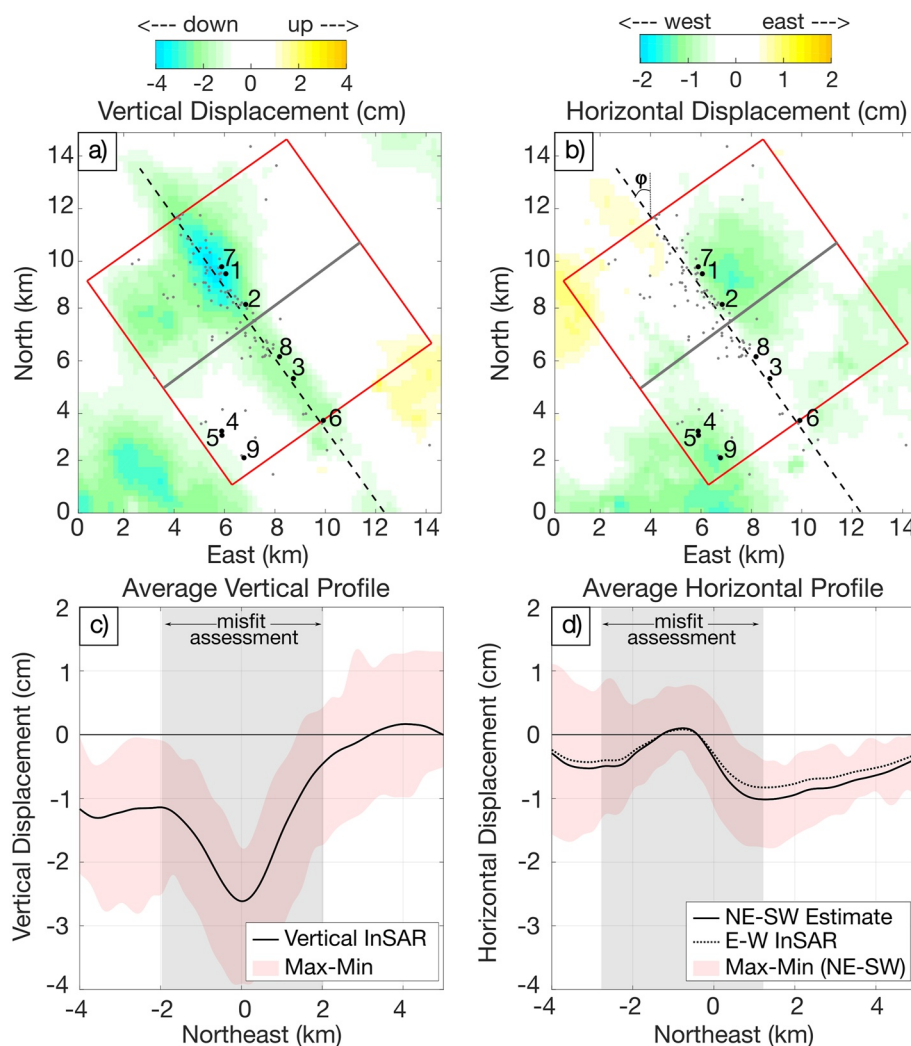 <--- down up --->
-4 -2 0 2 4
Vertical Displacement (cm)
<--- west east --->
-2 -1 0 1 2
Horizontal Displacement (cm)
a)
14
12
10
8
6
4
2
0
North (km)
7
1
2
8
3
6
4
5
9
0 2 4 6 8 10 12 14
East (km)
b)
φ
14
12
10
8
6
4
2
0
North (km)
7
1
2
8
3
6
4
5
9
0 2 4 6 8 10 12 14
East (km)
Average Vertical Profile
c)
misfit
assessment
2
1
0
-1
-2
-3
-4
Vertical Displacement (cm)
Vertical InSAR
Max-Min
-4 -2 0 2 4
Northeast (km)
Average Horizontal Profile
d)
misfit
assessment
2
1
0
-1
-2
-3
-4
Horizontal Displacement (cm)
NE-SW Estimate
E-W InSAR
Max-Min (NE-SW)
-4 -2 0 2 4
Northeast (km)